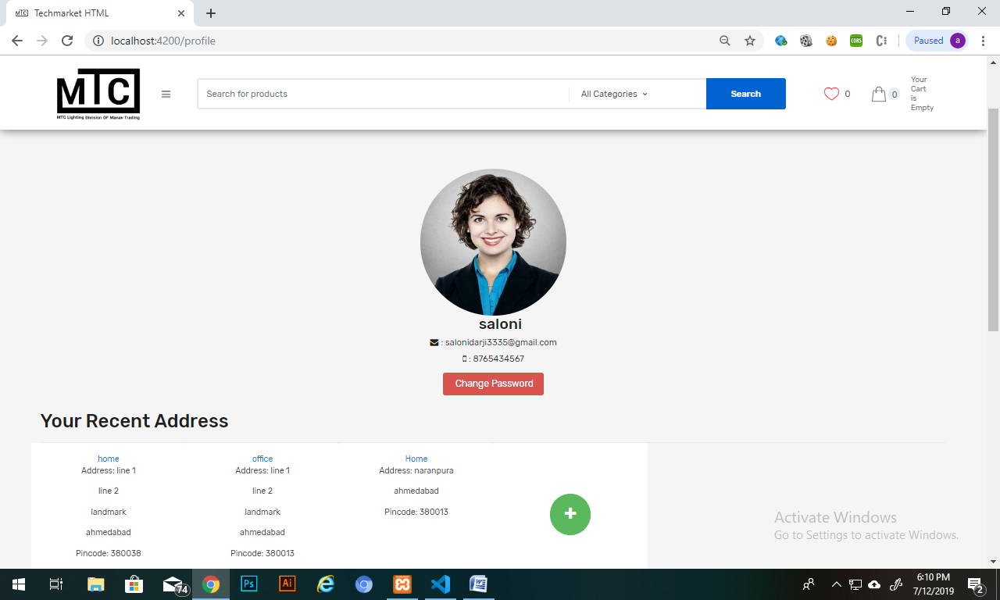 MTC Techmarket HTML
localhost:4200/profile
CORS
Paused a
MTC
MTC Lighting Division OF Manav Trading
Search for products
All Categories
Search
0
0
Your
Cart
is
Empty
saloni
: salonidarji3335@gmail.com
: 8765434567
Change Password
Your Recent Address
home
Address: line 1
line 2
landmark
ahmedabad
Pincode: 380038
office
Address: line 1
line 2
landmark
ahmedabad
Pincode: 380013
Home
Address: naranpura
ahmedabad
Pincode: 380013
Activate Windows
Go to Settings to activate Windows.
74
Ps
Ai
6:10 PM
7/12/2019
2